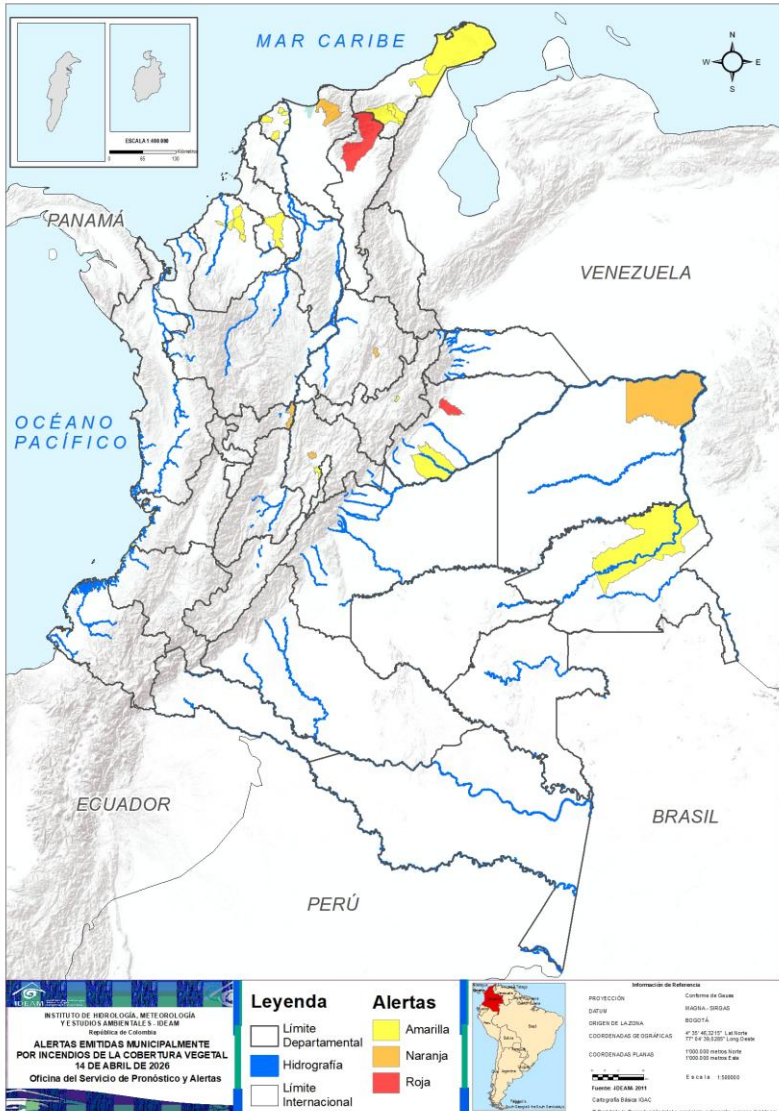 MAR CARIBE
N
W
E
S
ESCALA 1:400.000
PANAMÁ
VENEZUELA
OCÉANO
PACÍFICO
ECUADOR
BRASIL
PERÚ
IDEAM
INSTITUTO DE HIDROLOGÍA, METEOROLOGÍA
Y ESTUDIOS AMBIENTALES - IDEAM
República de Colombia
ALERTAS EMITIDAS MUNICIPALMENTE
POR INCENDIOS DE LA COBERTURA VEGETAL
14 DE ABRIL DE 2026
Oficina del Servicio de Pronóstico y Alertas
Leyenda
Límite
Departamental
Hidrografía
Límite
Internacional
Alertas
Amarilla
Naranja
Roja
Información de Referencia
PROYECCIÓN Conforme de Gauss
DATUM MAGNA - SIRGAS
ORIGEN DE LA ZONA BOGOTÁ
COORDENADAS GEOGRÁFICAS
COORDENADAS PLANAS 1'000.000 metros Norte
1'000.000 metros Este
Fuente: IDEAM- 2011
Cartografía Básica IGAC